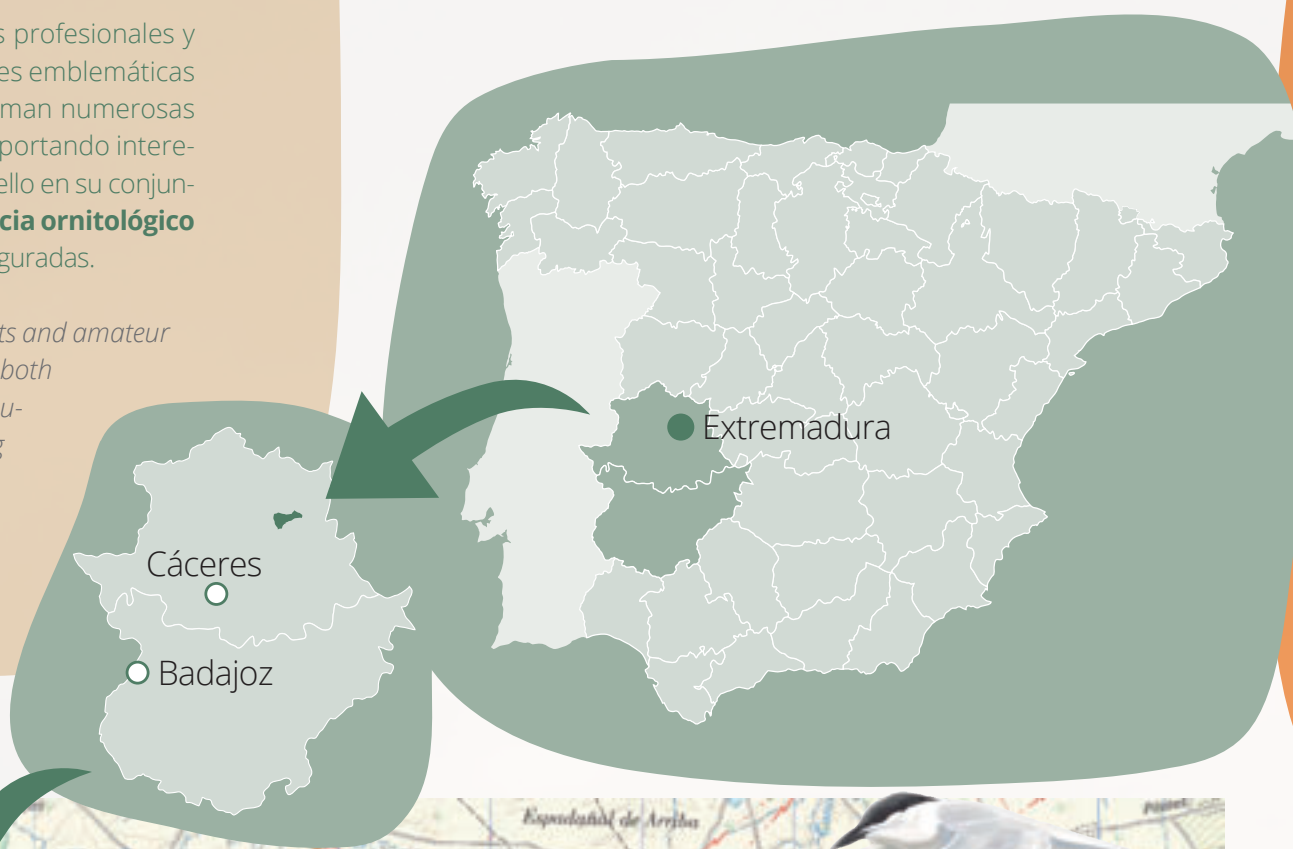 s profesionales y
es emblemáticas
man numerosas
portando intere-
ello en su conjun-
cia ornitológico
guradas.
ts and amateur
both
u-
g
Extremadura
Cáceres
Badajoz
Espadañal de Arriba